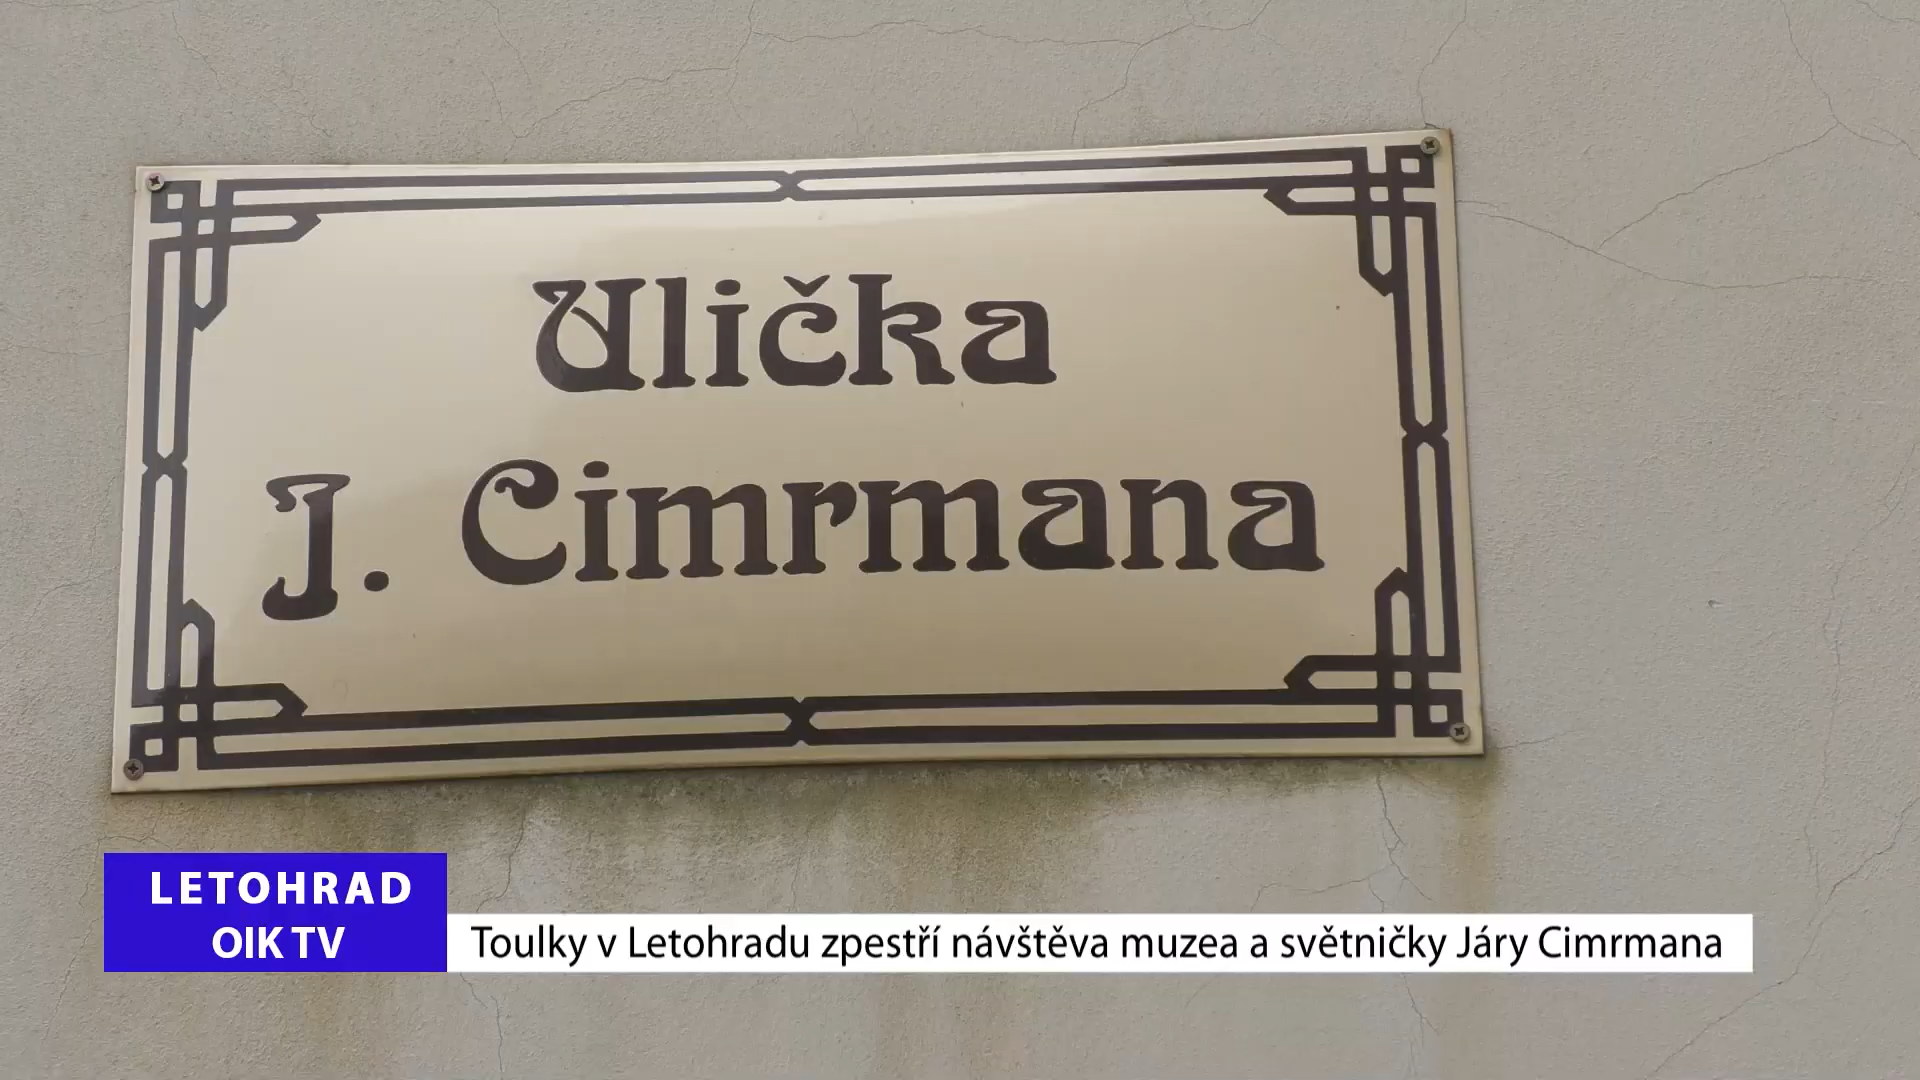 Ulička
J. Cimrmana
LETOHRAD
OIK TV
Toulky v Letohradu zpestří návštěva muzea a světničky Járy Cimrmana